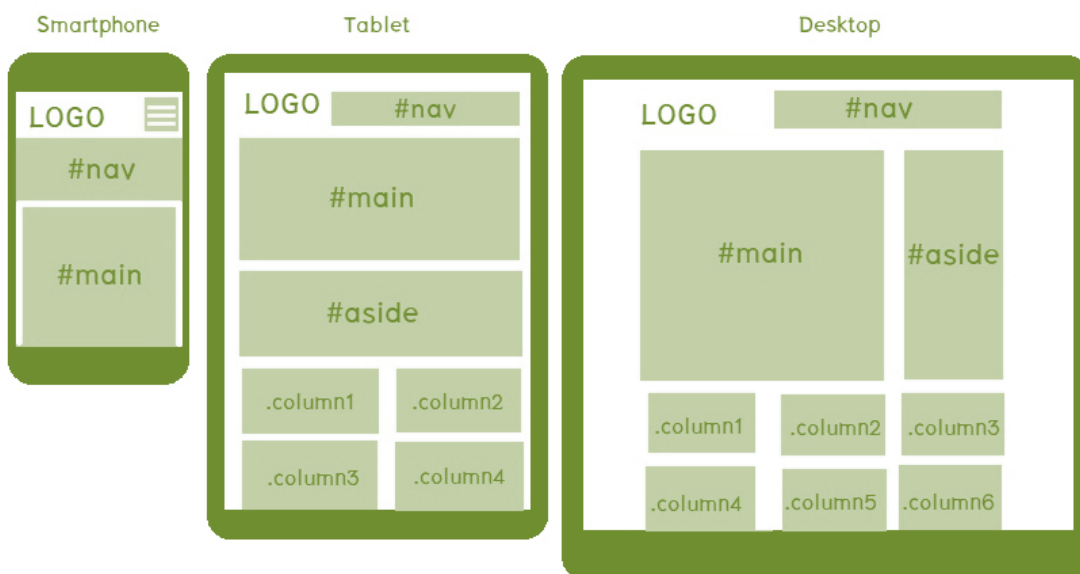 Smartphone
LOGO
#nav
#main
Tablet
LOGO
#nav
#main
#aside
.column1
.column2
.column3
.column4
Desktop
LOGO
#nav
#main
#aside
.column1
.column2
.column3
.column4
.column5
.column6